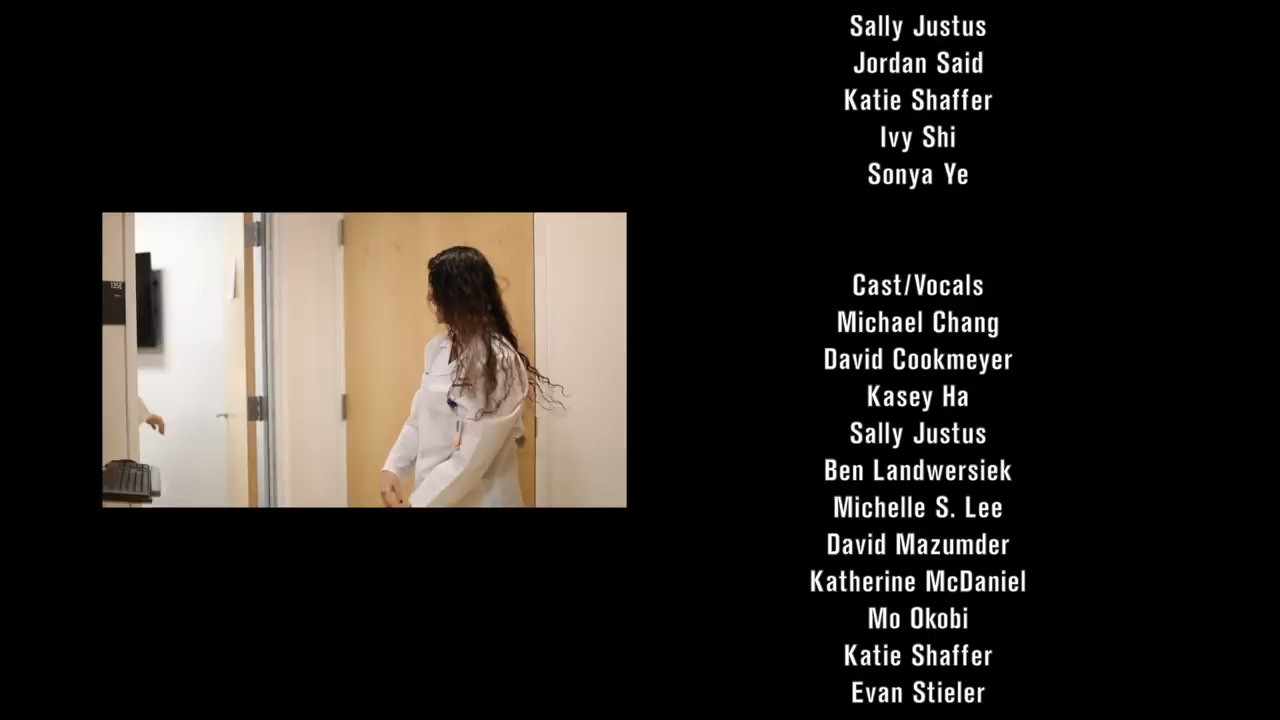 Sally Justus
Jordan Said
Katie Shaffer
Ivy Shi
Sonya Ye
Cast/Vocals
Michael Chang
David Cookmeyer
Kasey Ha
Sally Justus
Ben Landwersiek
Michelle S. Lee
David Mazumder
Katherine McDaniel
Mo Okobi
Katie Shaffer
Evan Stieler